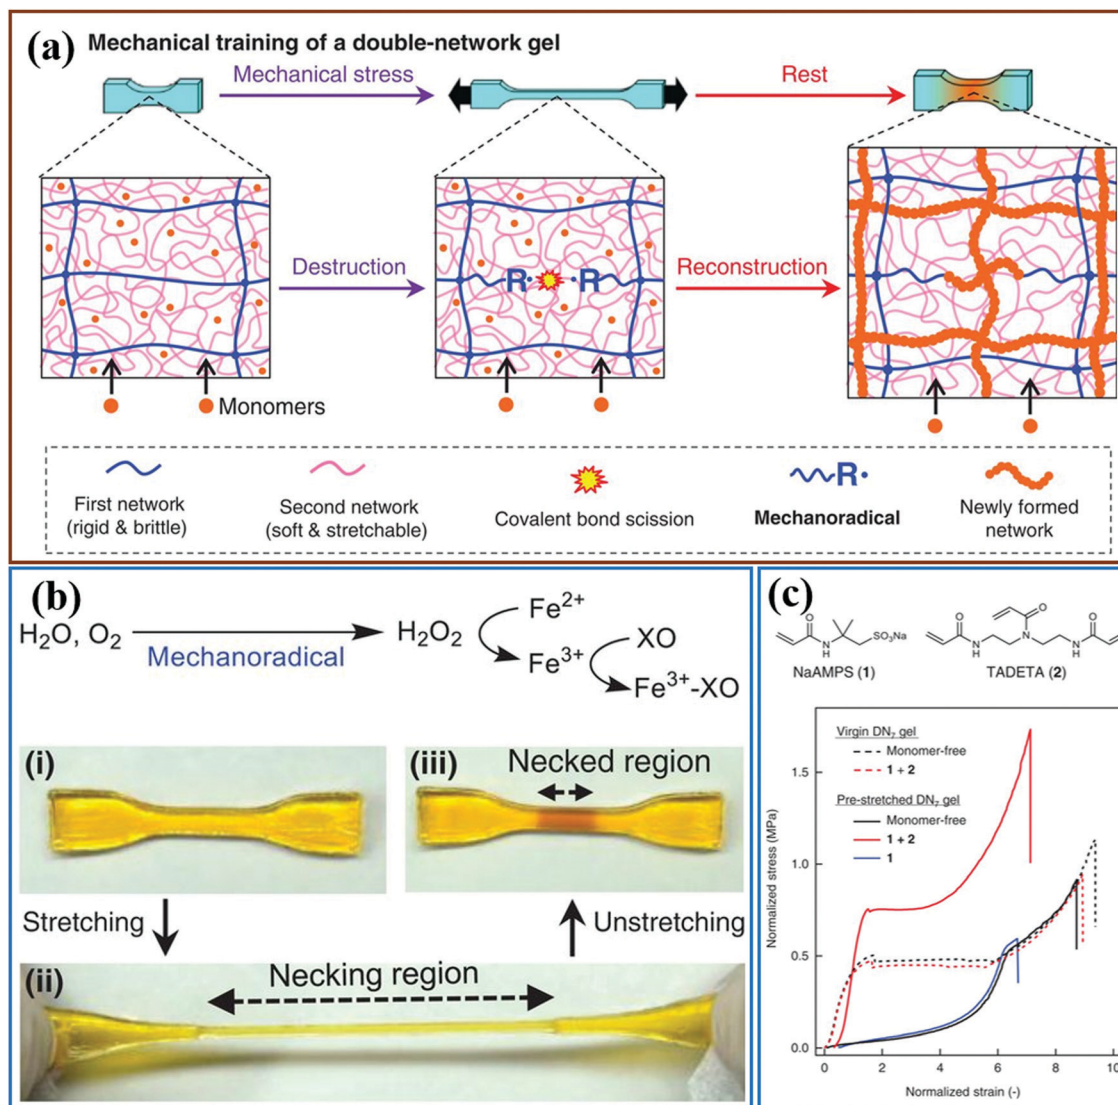 (a) Mechanical training of a double-network gel
Mechanical stress
Rest
Destruction
R·
·R
Reconstruction
Monomers
First network
(rigid & brittle)
Second network
(soft & stretchable)
Covalent bond scission
R·
Mechanoradical
Newly formed
network
(b)
H₂O, O₂
Mechanoradical
H₂O₂
Fe²⁺
Fe³⁺
XO
Fe³⁺-XO
(i)
(iii)
Necked region
Stretching
Unstretching
(ii)
Necking region
(c)
O
N
H
SO₃Na
NaAMPS (1)
O
N
H
O
N
O
N
H
TADETA (2)
Virgin DN₇ gel
Monomer-free
1 + 2
Pre-stretched DN₇ gel
Monomer-free
1 + 2
1
Normalized stress (MPa)
1.5
1.0
0.5
0.0
0 2 4 6 8 10
Normalized strain (-)